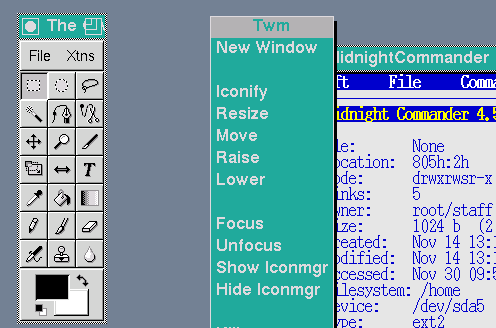 The
File Xtns
T
Twm
New Window
Iconify
Resize
Move
Raise
Lower
Focus
Unfocus
Show Iconmgr
Hide Iconmgr
MidnightCommander
ft File Comma
idnight Commander 4.5
le: None
ocation: 805h:2h
ode: drwxrwsr-x
inks: 5
wner: root/staff
ize: 1024 b (2
reated: Nov 14 13:1
odified: Nov 14 13:1
ccessed: Nov 30 09:5
ilesystem: /home
evice: /dev/sda5
ype: ext2